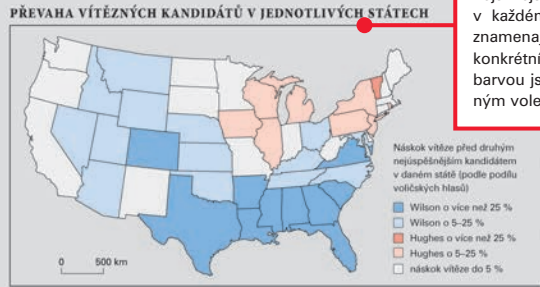 PŘEVAHA VÍTĚZNÝCH KANDIDÁTŮ V JEDNOTLIVÝCH STÁTECH
v každém
znamenaj
konkrétní
barvou js
ným vole
Náskok vítěze před druhým
nejúspěšnějším kandidátem
v daném státě (podle podílu
voličských hlasů)
Wilson o více než 25 %
Wilson o 5–25 %
Hughes o více než 25 %
Hughes o 5–25 %
náskok vítěze do 5 %
0 500 km